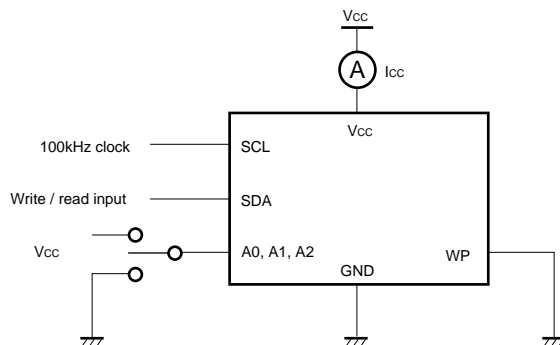 Vcc
A
Icc
Vcc
100kHz clock
SCL
Write / read input
SDA
Vcc
A0, A1, A2
WP
GND